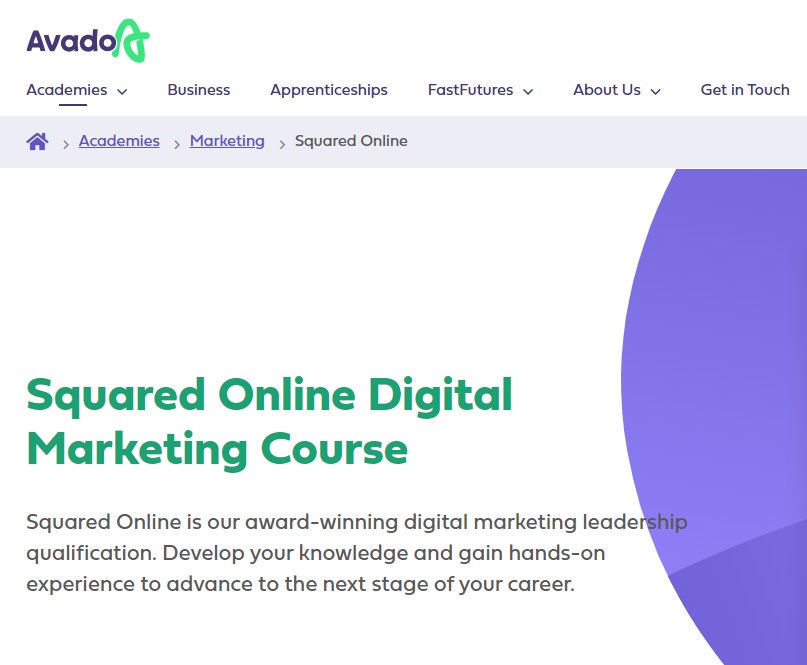 Avado
Academies Business Apprenticeships FastFutures About Us Get in Touch
Academies Marketing Squared Online
Squared Online Digital
Marketing Course
Squared Online is our award-winning digital marketing leadership
qualification. Develop your knowledge and gain hands-on
experience to advance to the next stage of your career.